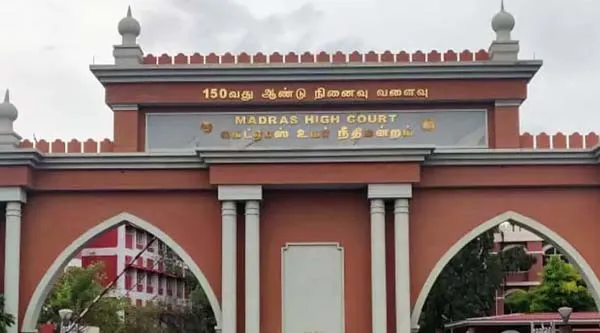 150வது ஆண்டு நினைவு வளைவு
MADRAS HIGH COURT
மெட்ராஸ் உயர் நீதிமன்றம்